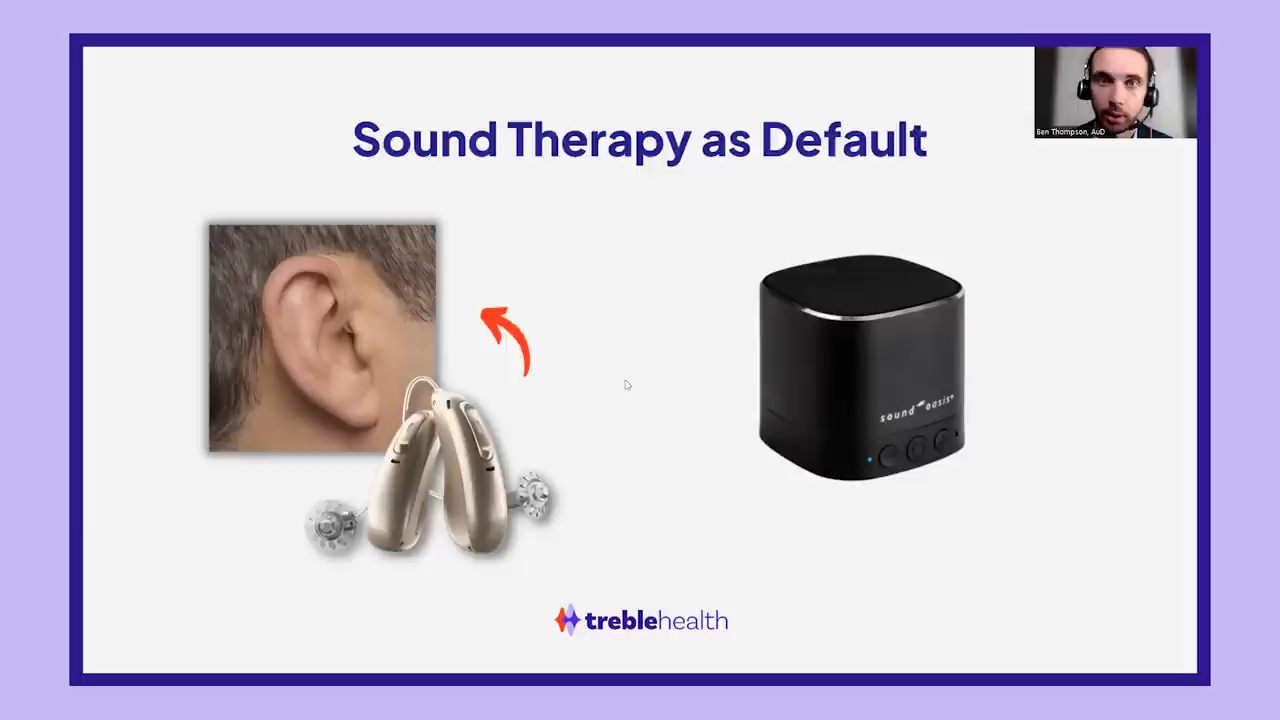 Ben Thompson, AuD
Sound Therapy as Default
sound oasis®
treblehealth